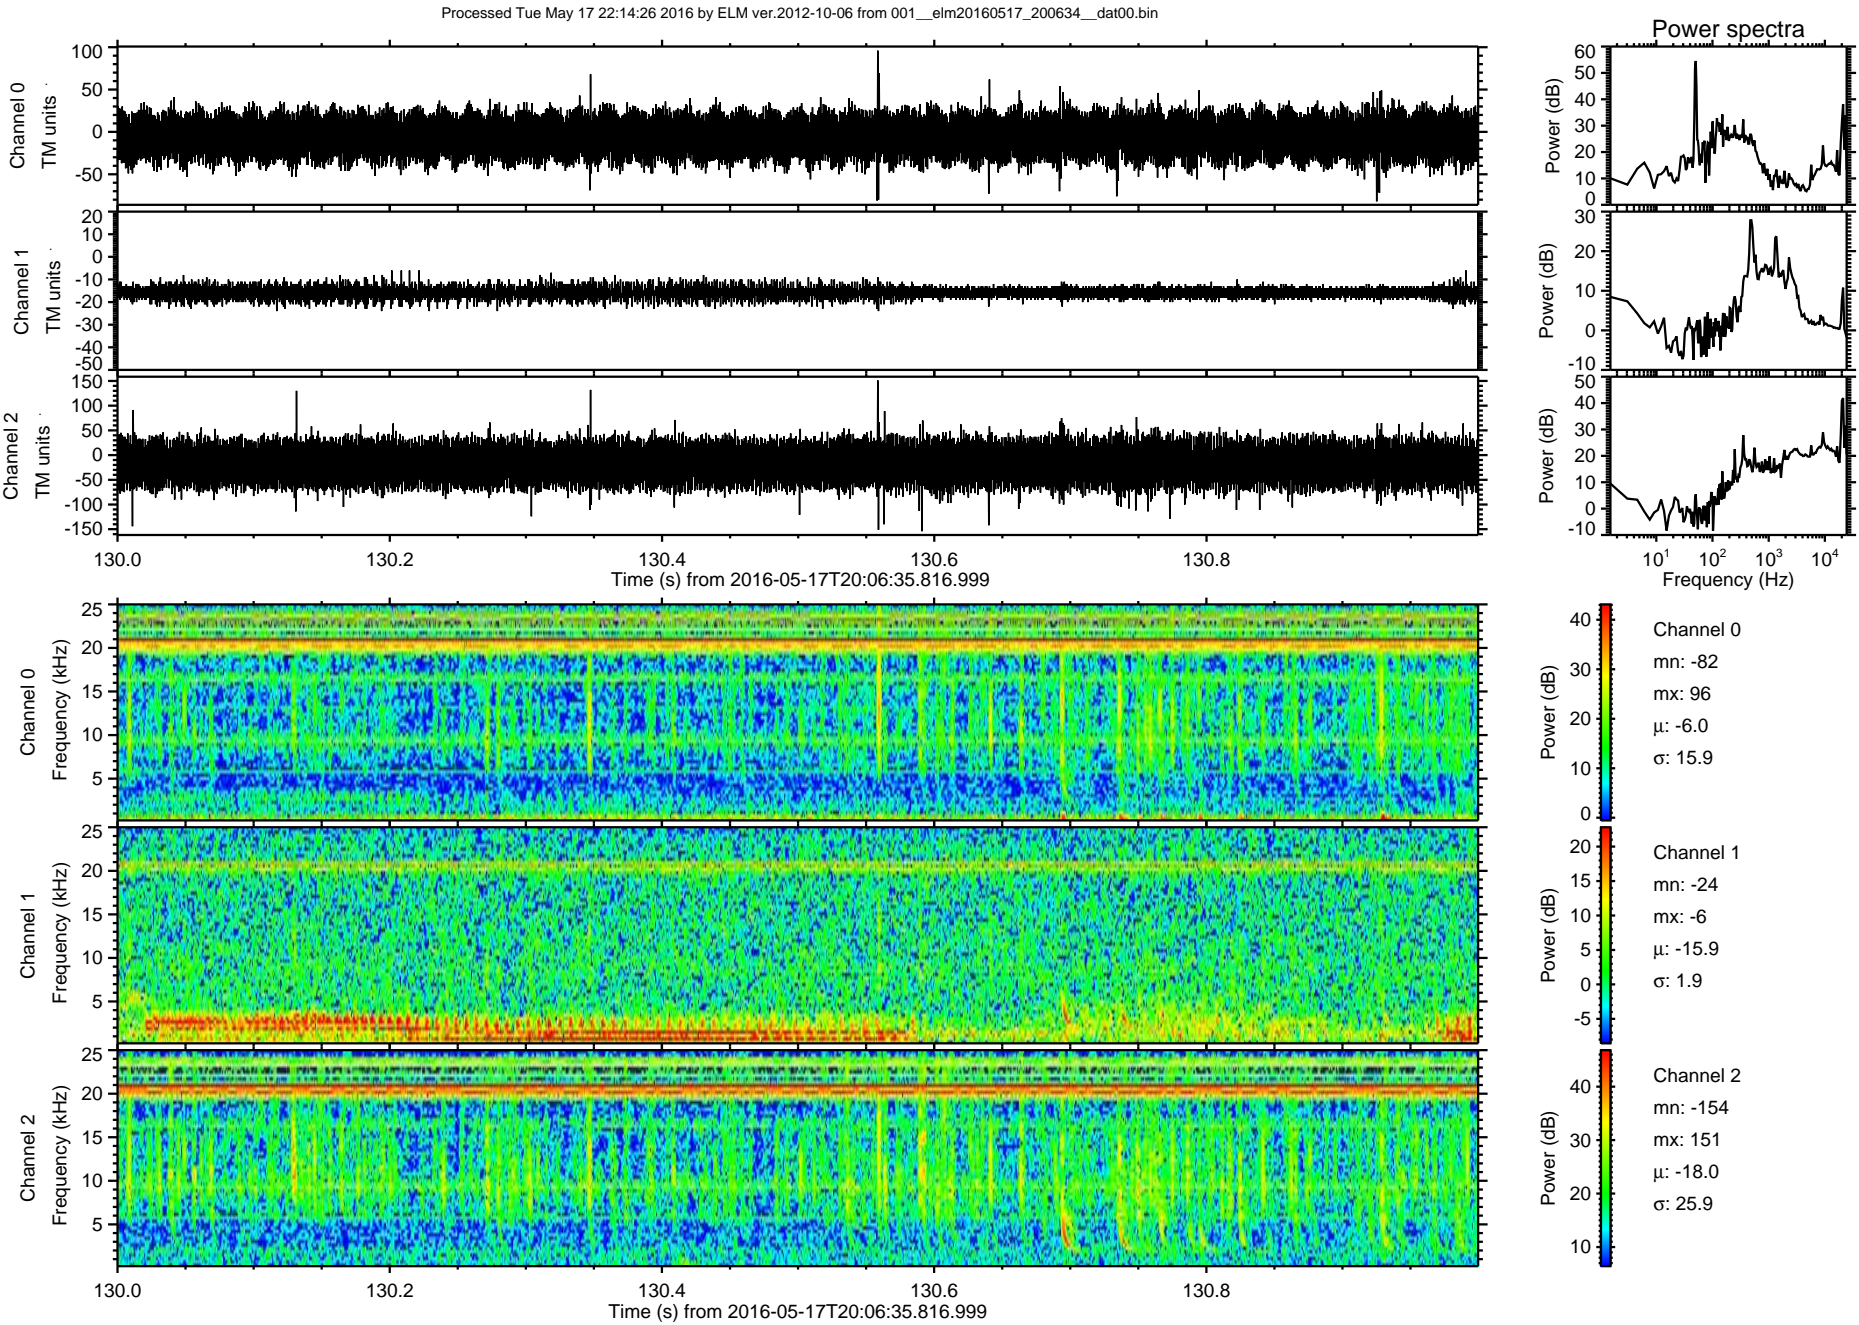 Processed Tue May 17 22:14:26 2016 by ELM ver.2012-10-06 from 001__elm20160517_200634__dat00.bin
Power spectra
Channel 0
TM units
100
50
0
-50
Power (dB)
60
50
40
30
20
10
0
Channel 1
TM units
20
10
0
-10
-20
-30
-40
-50
Power (dB)
30
20
10
0
-10
Channel 2
TM units
150
100
50
0
-50
-100
-150
Power (dB)
50
40
30
20
10
0
-10
130.0 130.2 130.4 130.6 130.8
Time (s) from 2016-05-17T20:06:35.816.999
10¹ 10² 10³ 10⁴
Frequency (Hz)
Channel 0
Frequency (kHz)
25
20
15
10
5
Power (dB)
40
30
20
10
0
Channel 0
mn: -82
mx: 96
μ: -6.0
σ: 15.9
Channel 1
Frequency (kHz)
25
20
15
10
5
Power (dB)
20
15
10
5
0
-5
Channel 1
mn: -24
mx: -6
μ: -15.9
σ: 1.9
Channel 2
Frequency (kHz)
25
20
15
10
5
Power (dB)
40
30
20
10
Channel 2
mn: -154
mx: 151
μ: -18.0
σ: 25.9
130.0 130.2 130.4 130.6 130.8
Time (s) from 2016-05-17T20:06:35.816.999